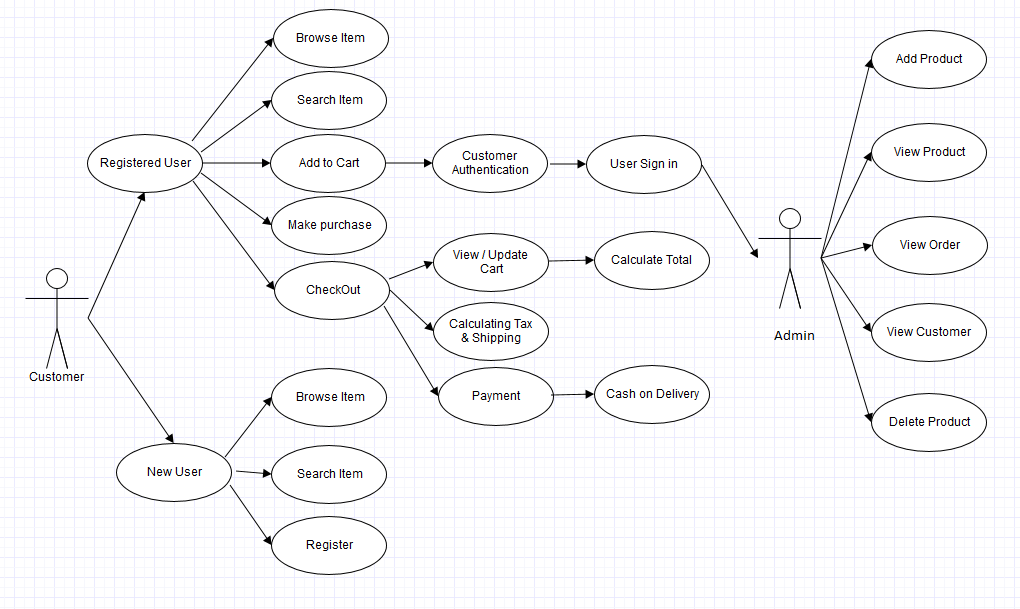 Browse Item
Search Item
Registered User
Add to Cart
Customer
Authentication
User Sign in
Make purchase
CheckOut
View / Update
Cart
Calculate Total
Calculating Tax
& Shipping
Payment
Cash on Delivery
Customer
New User
Browse Item
Search Item
Register
Admin
Add Product
View Product
View Order
View Customer
Delete Product